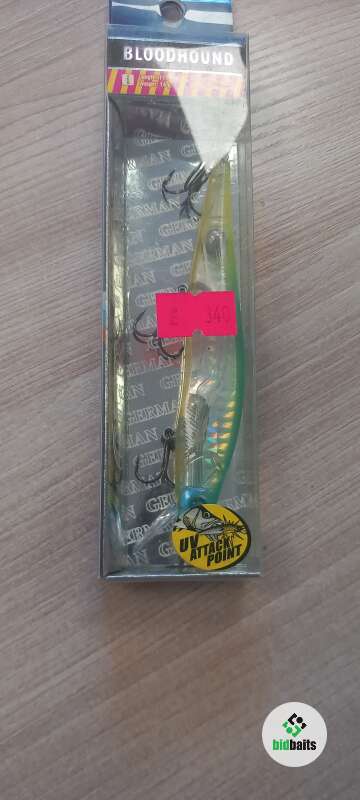 BLOODHOUND
GERMAN
GERMAN
GERMAN
GERMAN
GERMAN
340
UV
ATTACK
POINT
bidbaits